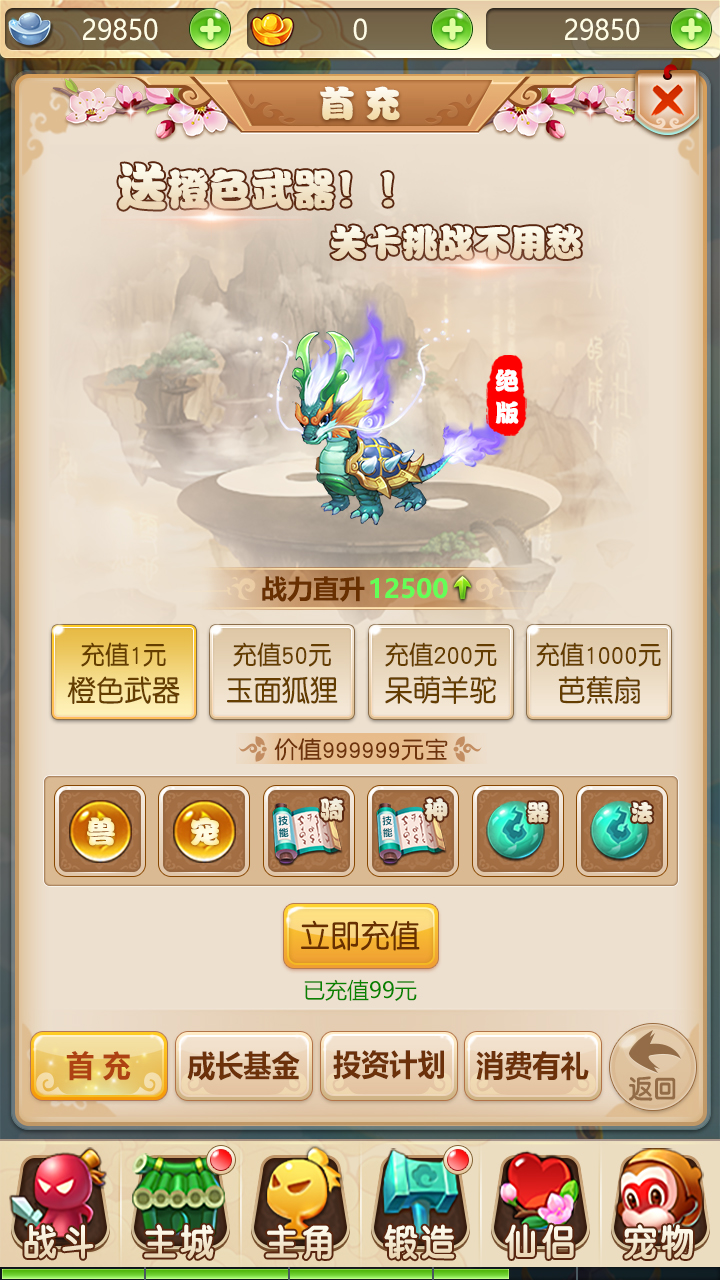 29850
0
29850
首充
送橙色武器！！
关卡挑战不用愁
绝版
战力直升12500
充值1元
橙色武器
充值50元
玉面狐狸
充值200元
呆萌羊驼
充值1000元
芭蕉扇
价值999999元宝
兽
宠
技能
骑
技能
神
器
法
立即充值
已充值99元
首充
成长基金
投资计划
消费有礼
返回
战斗
主城
主角
锻造
仙侣
宠物